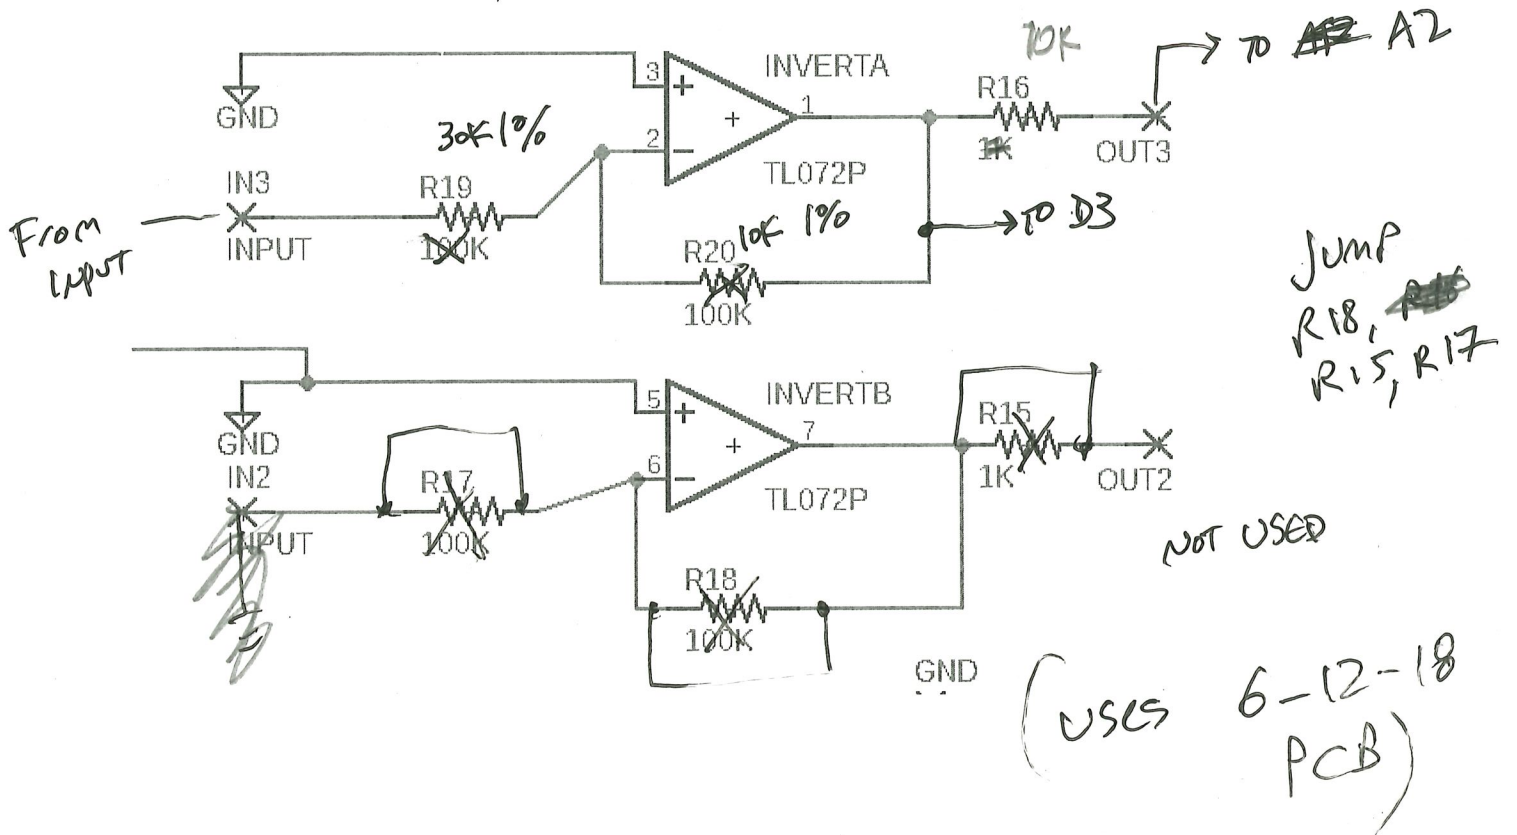 10K
TO A2
INVERTA
3
+
GND
1
R16
1K
OUT3
+
30K 1%
2
−
TL072P
IN3
R19
From
Input
INPUT
100K
10K 1%
R20
100K
TO D3
JUMP
R18,
R15, R17
INVERTB
5
+
GND
7
R15
1K
OUT2
+
IN2
R17
6
−
TL072P
INPUT
100K
NOT USED
R18
100K
GND
(USES 6-12-18
PCB)